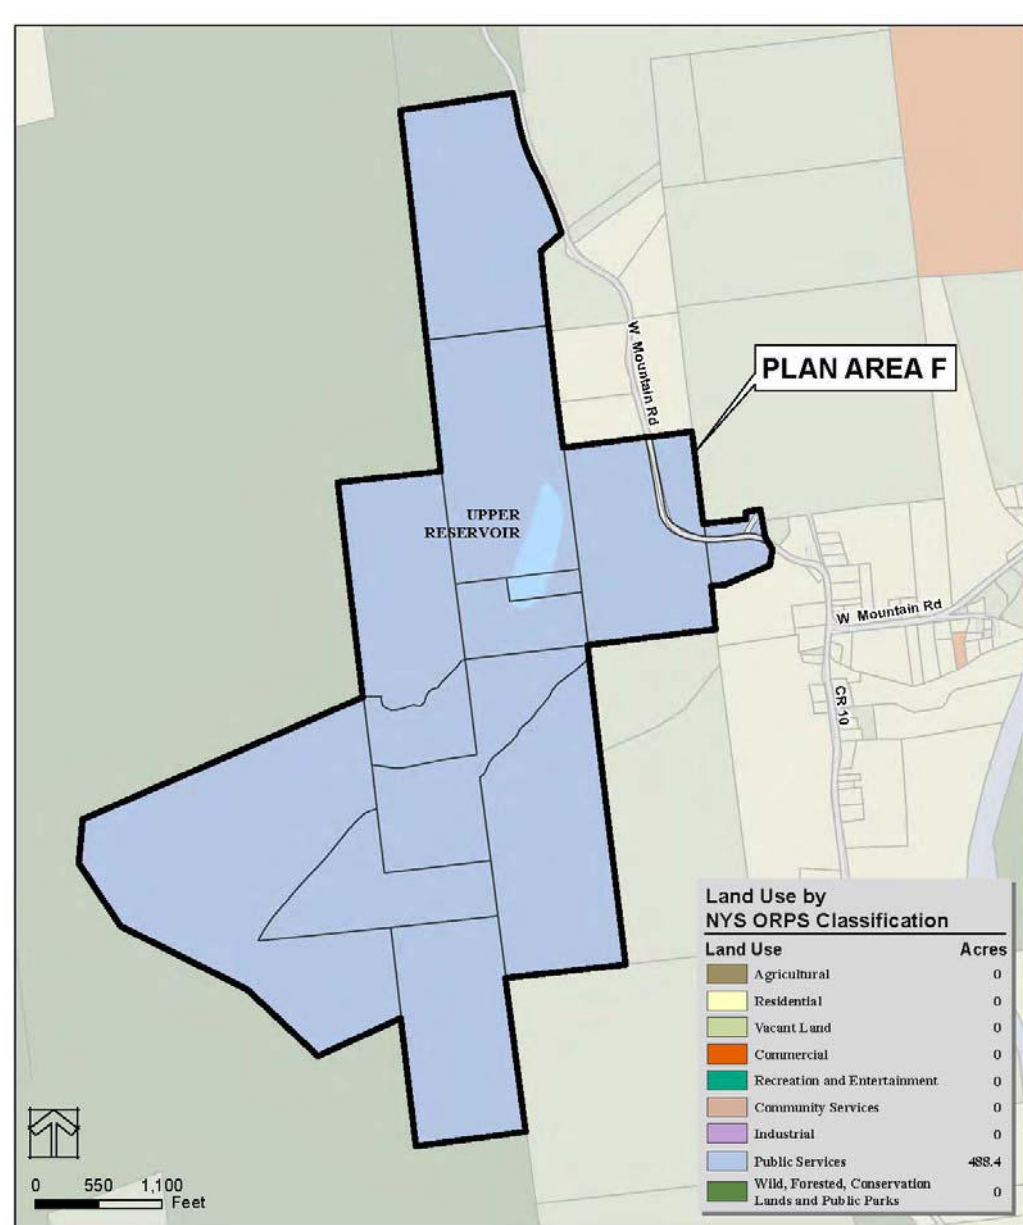 W. Mountain Rd
PLAN AREA F
UPPER
RESERVOIR
W Mountain Rd
CR 10
Land Use by
NYS ORPS Classification
Land Use Acres
Agricultural 0
Residential 0
Vacant Land 0
Commercial 0
Recreation and Entertainment 0
Community Services 0
Industrial 0
Public Services 488.4
Wild, Forested, Conservation
Lands and Public Parks 0
0 550 1,100
Feet